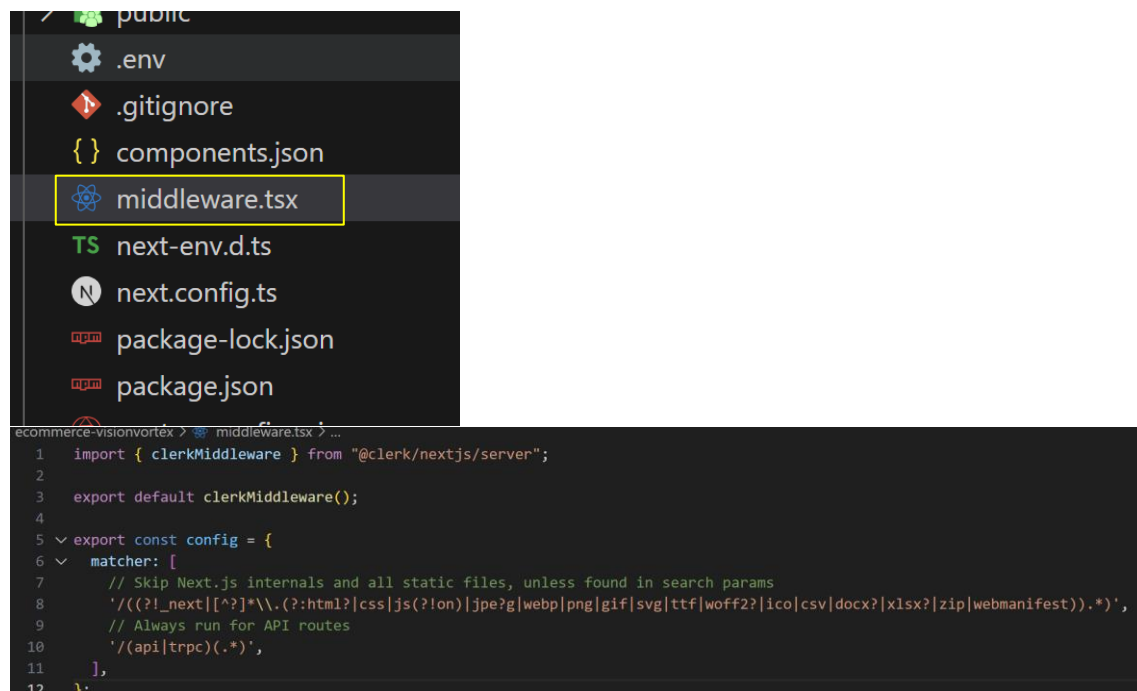 public
.env
.gitignore
{ } components.json
middleware.tsx
TS next-env.d.ts
N next.config.ts
package-lock.json
package.json
ecommerce-visionvortex > middleware.tsx > ...
1 import { clerkMiddleware } from "@clerk/nextjs/server";
2
3 export default clerkMiddleware();
4
5 export const config = {
6 matcher: [
7 // Skip Next.js internals and all static files, unless found in search params
8 '/((?!_next|[^?]*\\.(?:html?|css|js(?!on)|jpe?g|webp|png|gif|svg|ttf|woff2?|ico|csv|docx?|xlsx?|zip|webmanifest)).*)',
9 // Always run for API routes
10 '/(api|trpc)(.*)',
11 ],
12 };